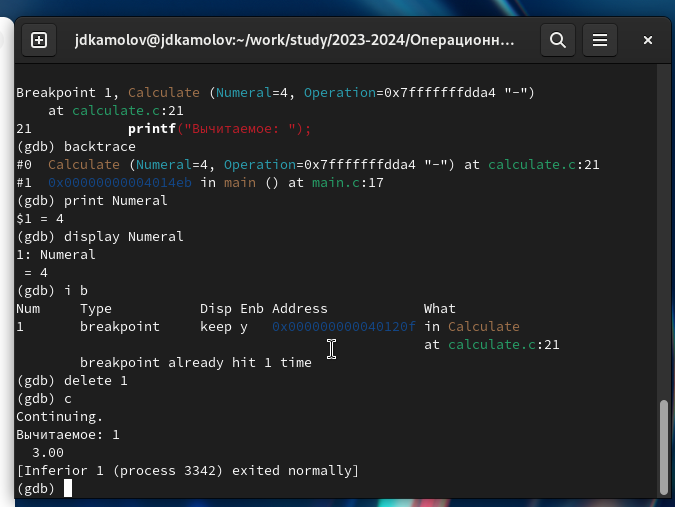 jdkamolov@jdkamolov:~/work/study/2023-2024/Операционн...
Breakpoint 1, Calculate (Numeral=4, Operation=0x7fffffffdda4 "-")
    at calculate.c:21
21            printf("Вычитаемое: ");
(gdb) backtrace
#0  Calculate (Numeral=4, Operation=0x7fffffffdda4 "-") at calculate.c:21
#1  0x00000000004014eb in main () at main.c:17
(gdb) print Numeral
$1 = 4
(gdb) display Numeral
1: Numeral
 = 4
(gdb) i b
Num     Type           Disp Enb Address            What
1       breakpoint     keep y   0x000000000040120f in Calculate
                                                   at calculate.c:21
        breakpoint already hit 1 time
(gdb) delete 1
(gdb) c
Continuing.
Вычитаемое: 1
  3.00
[Inferior 1 (process 3342) exited normally]
(gdb)